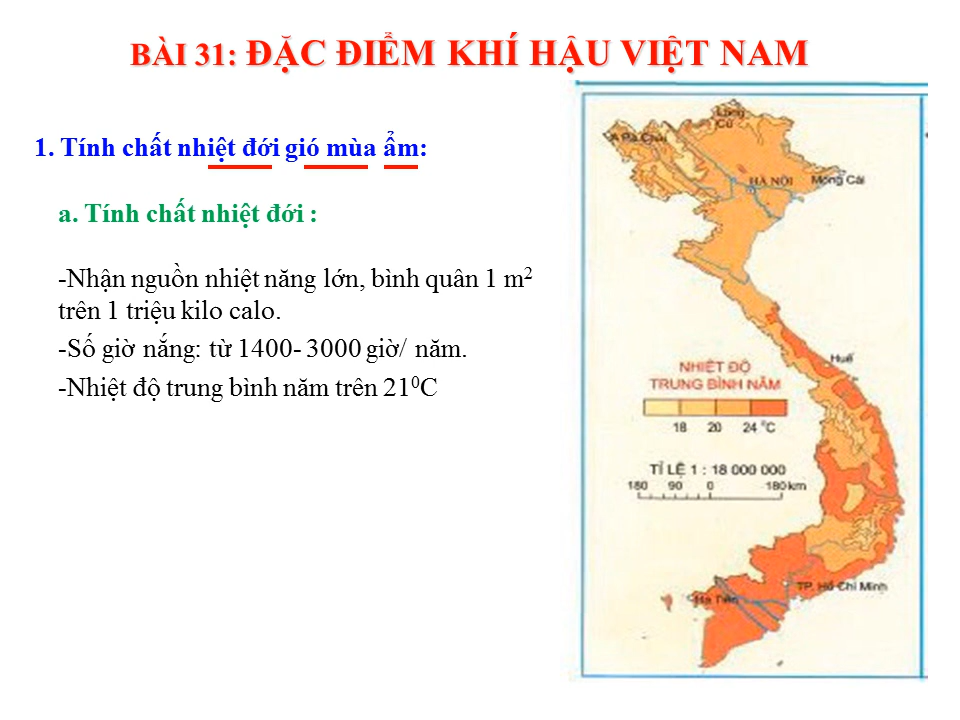 BÀI 31: ĐẶC ĐIỂM KHÍ HẬU VIỆT NAM
1. Tính chất nhiệt đới gió mùa ẩm:
a. Tính chất nhiệt đới :
-Nhận nguồn nhiệt năng lớn, bình quân 1 m²
trên 1 triệu kilo calo.
-Số giờ nắng: từ 1400- 3000 giờ/ năm.
-Nhiệt độ trung bình năm trên 21⁰C
Lũng
Cú
A Pa Chải
HÀ NỘI
Móng Cái
Huế
NHIỆT ĐỘ
TRUNG BÌNH NĂM
18 20 24 °C
TỈ LỆ 1 : 18 000 000
180 90 0 180 km
TP. Hồ Chí Minh
Hà Tiên